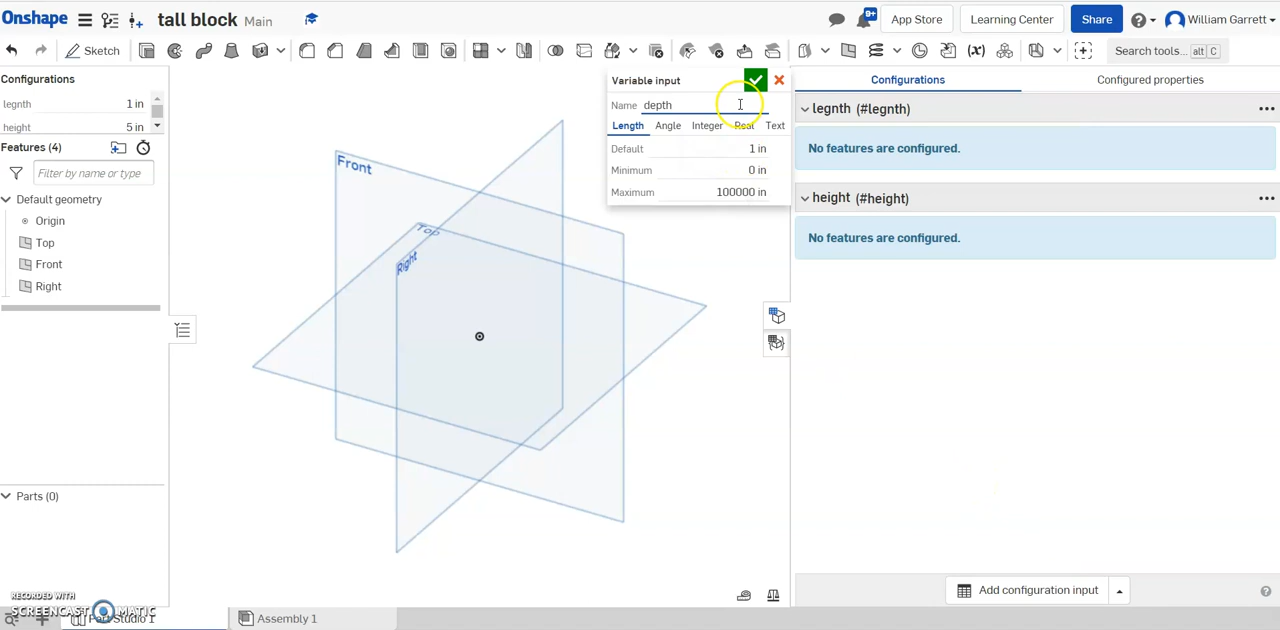 Onshape tall block Main App Store Learning Center Share William Garrett
Sketch Search tools... alt C
Configurations
legnth 1 in
height 5 in
Features (4)
Filter by name or type
Default geometry
Origin
Top
Front
Right
Parts (0)
Front
Top
Right
Variable input
Name depth
Length Angle Integer Real Text
Default 1 in
Minimum 0 in
Maximum 100000 in
Configurations Configured properties
legnth (#legnth)
No features are configured.
height (#height)
No features are configured.
Add configuration input
RECORDED WITH
SCREENCAST MATIC
Part Studio 1 Assembly 1